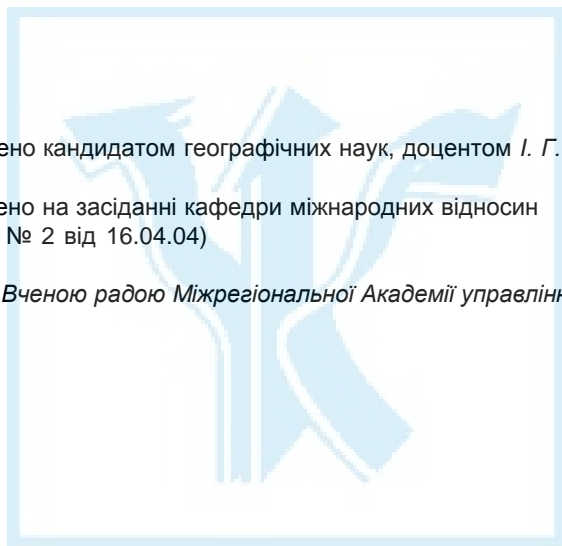 ено кандидатом географічних наук, доцентом І. Г.
ено на засіданні кафедри міжнародних відносин
№ 2 від 16.04.04)
Вченою радою Міжрегіональної Академії управлін